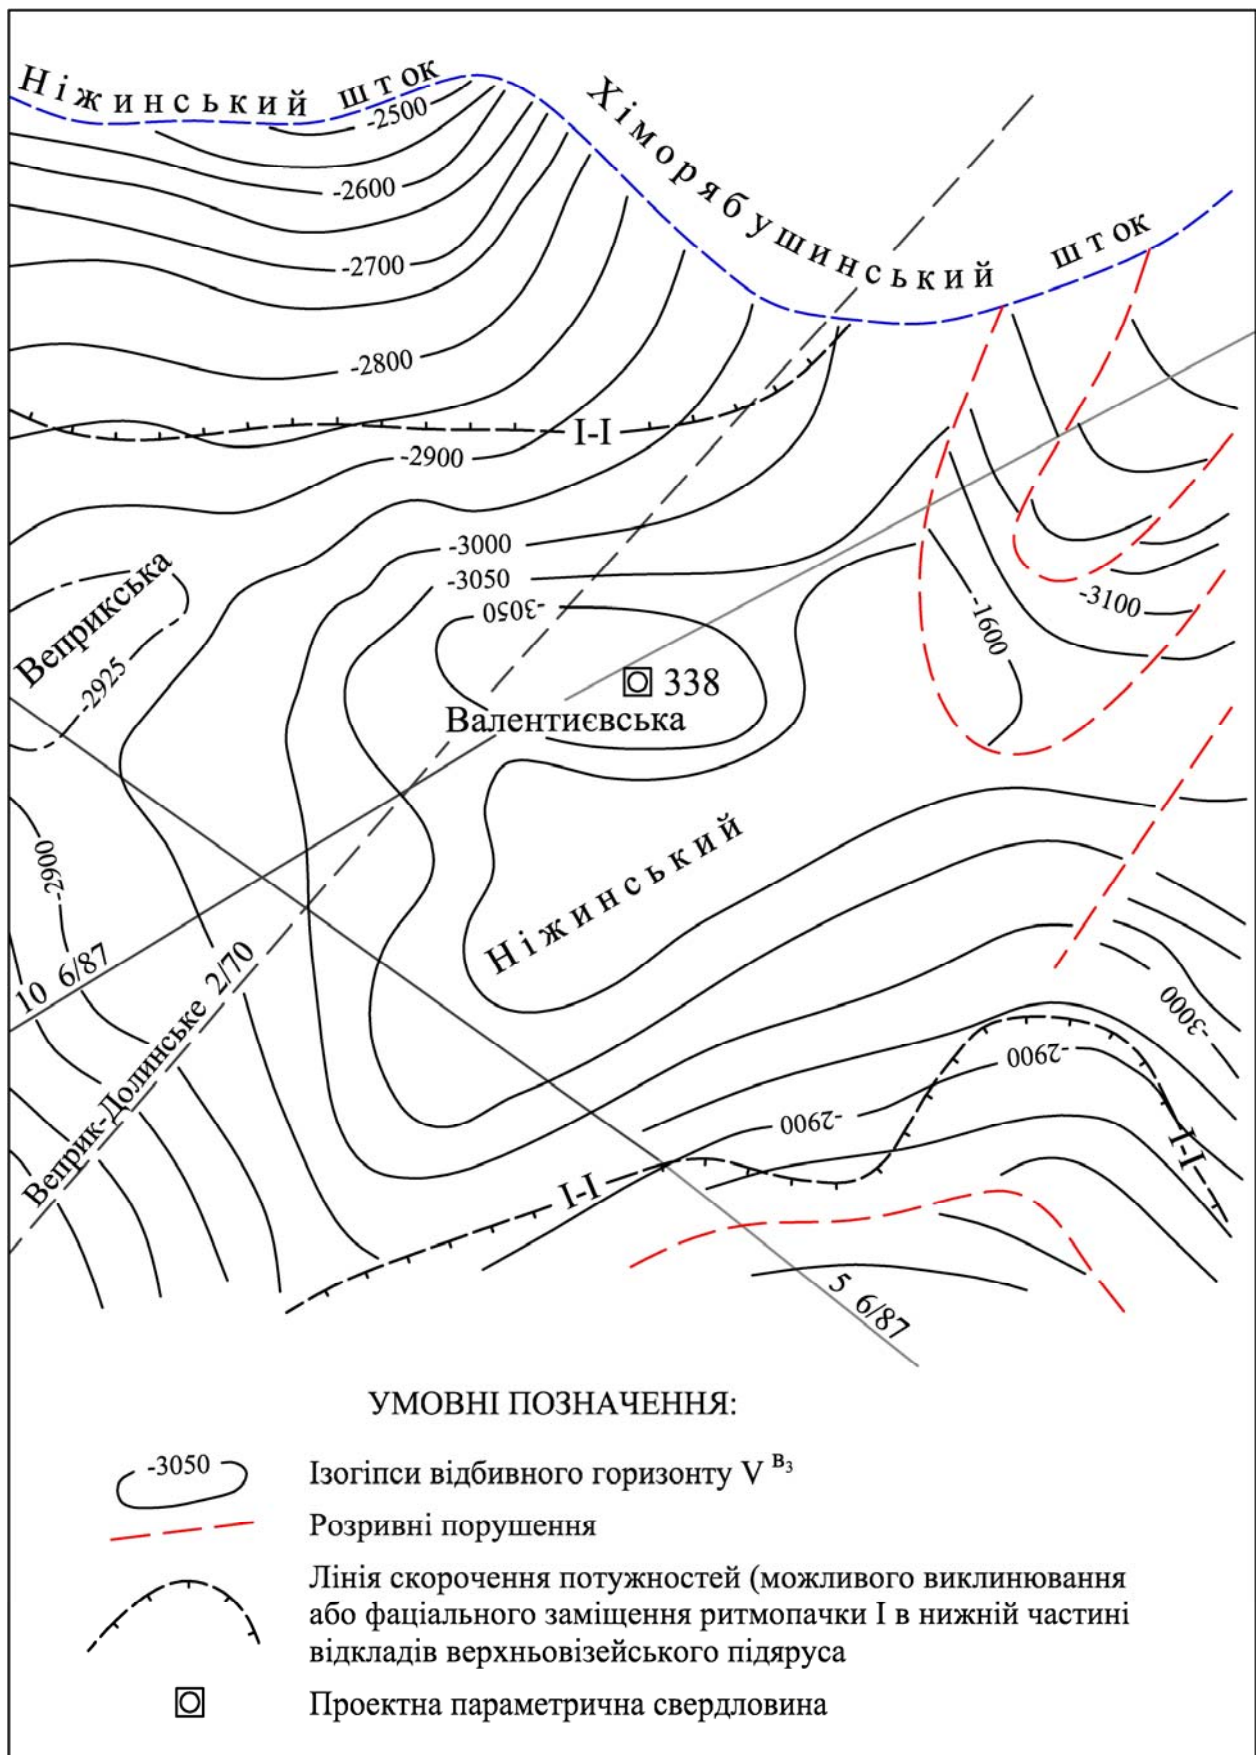 Ніжинський шток
Хіморябушинський шток
-2500
-2600
-2700
-2800
І-І
-2900
-3000
-3050
-3050
Веприкська
-2925
-3100
-1600
338
Валентиєвська
-2900
Ніжинський
10 6/87
Веприк-Долинське 2/70
-3000
-2900
-2900
І-І
І-І
5 6/87
УМОВНІ ПОЗНАЧЕННЯ:
-3050
Ізогіпси відбивного горизонту V В₃
Розривні порушення
Лінія скорочення потужностей (можливого виклинювання
або фаціального заміщення ритмопачки І в нижній частині
відкладів верхньовізейського підяруса
Проектна параметрична свердловина